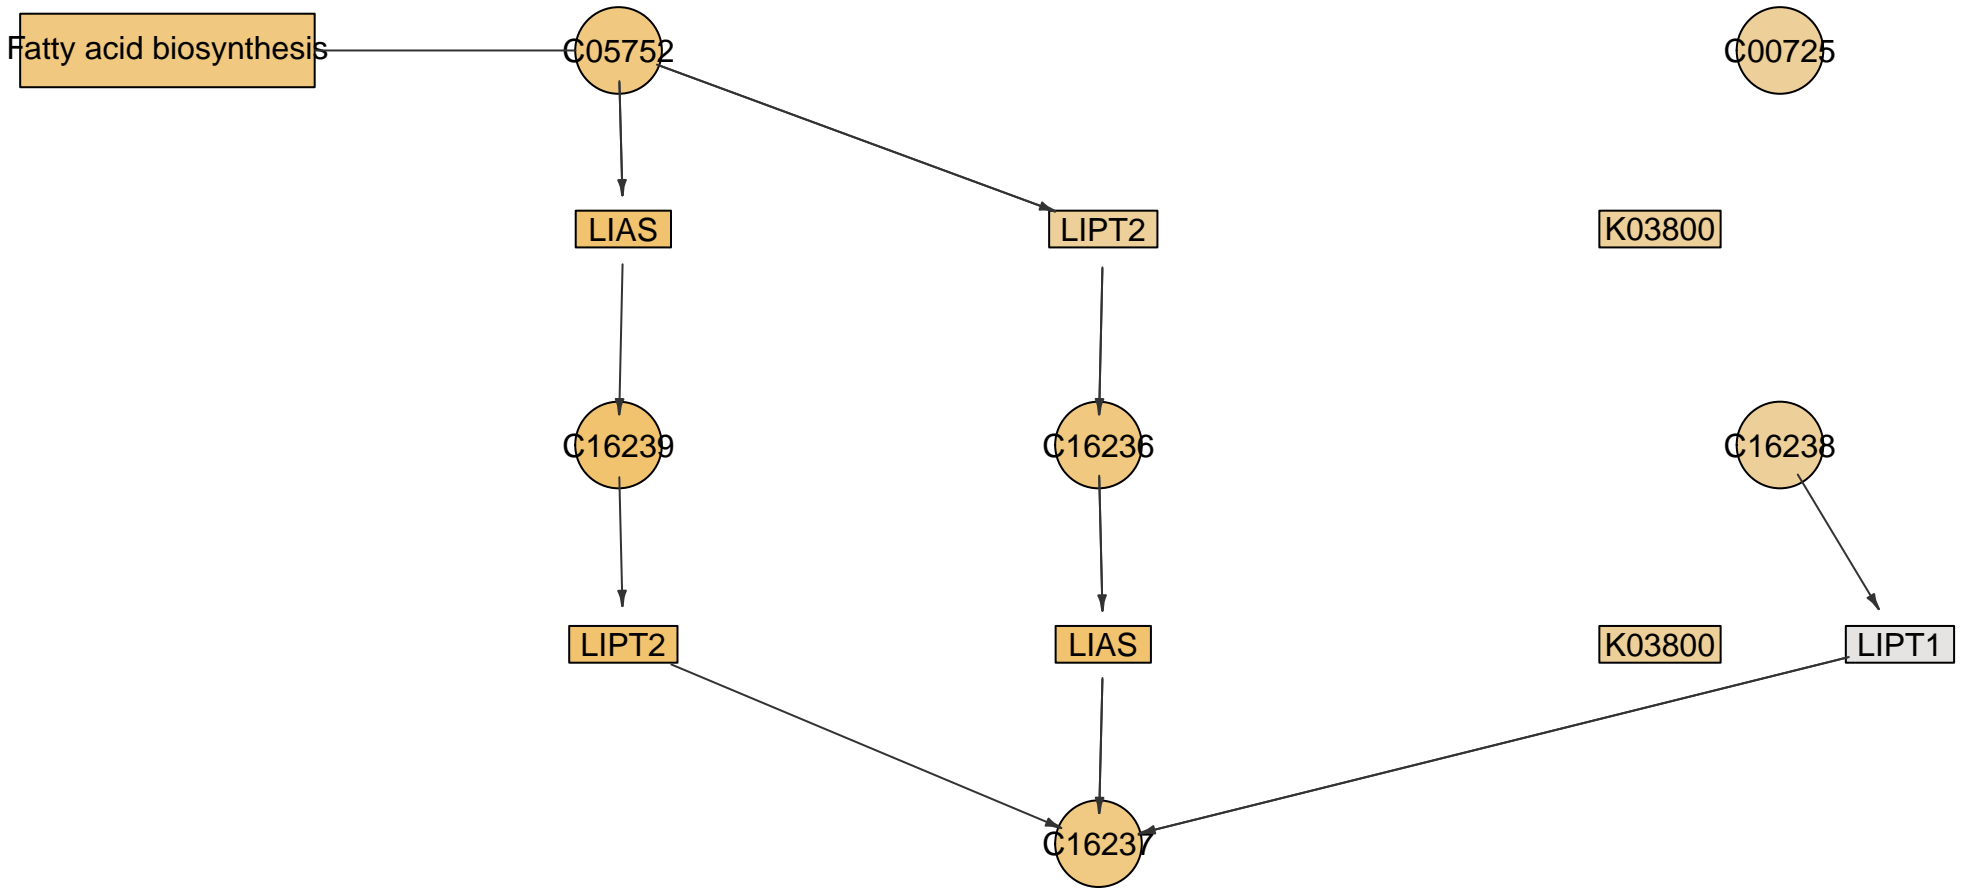 Fatty acid biosynthesis
C05752
C00725
LIAS
LIPT2
K03800
C16239
C16236
C16238
LIPT2
LIAS
K03800
LIPT1
C16237